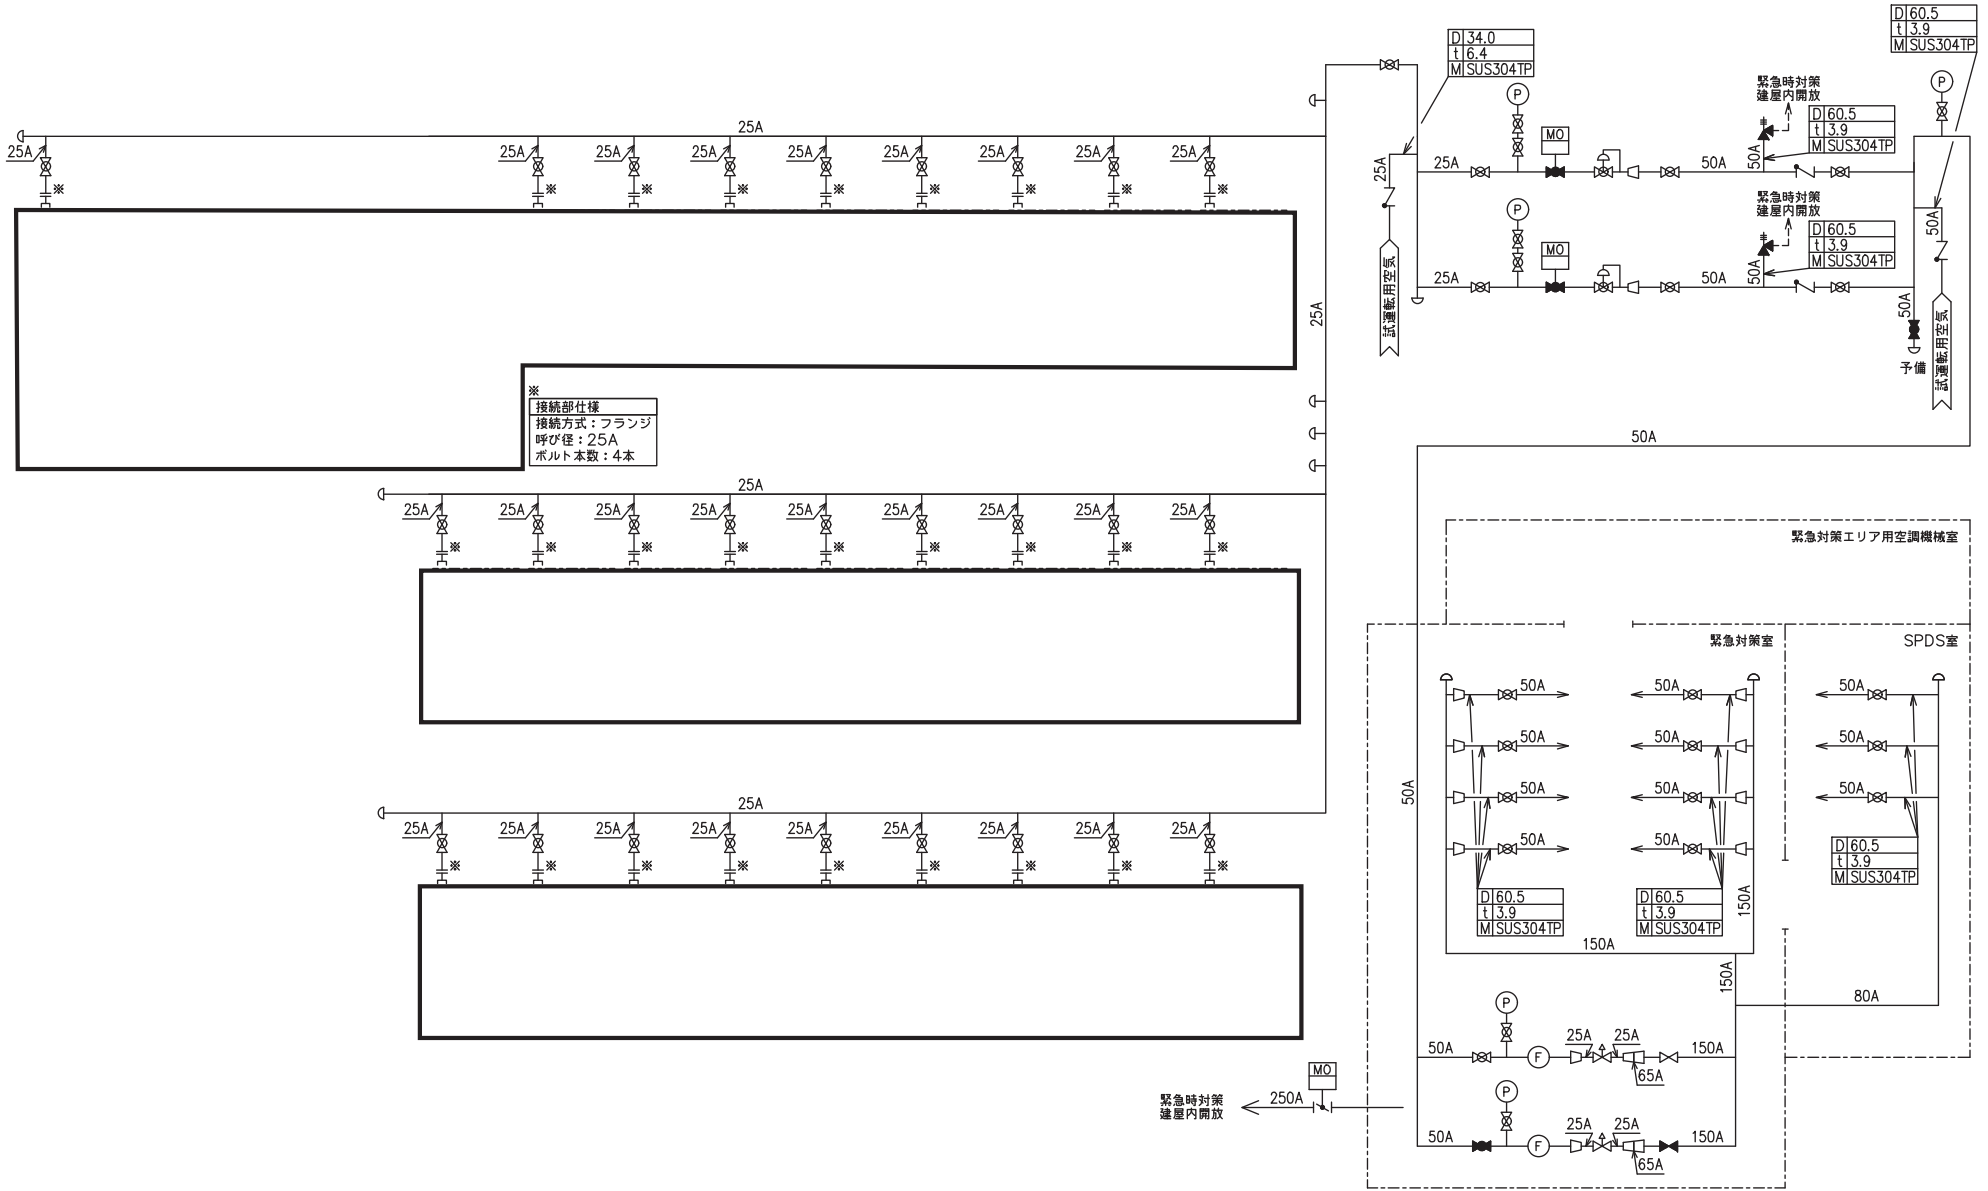 D 60.5
t 3.9
M SUS304TP
D 34.0
t 6.4
M SUS304TP
P
P
緊急時対策
建屋内開放
D 60.5
t 3.9
M SUS304TP
25A
MO
25A 25A 25A 25A 25A 25A 25A 25A 25A
25A
25A
50A
50A
※ ※ ※ ※ ※ ※ ※ ※ ※
P
緊急時対策
建屋内開放
D 60.5
t 3.9
M SUS304TP
MO
50A
25A
50A
50A
試運転用空気
25A
50A
試運転用空気
予備
※
接続部仕様
接続方式：フランジ
呼び径：25A
ボルト本数：4本
50A
25A
25A 25A 25A 25A 25A 25A 25A 25A 25A
※ ※ ※ ※ ※ ※ ※ ※ ※
緊急対策エリア用空調機械室
緊急対策室
SPDS室
50A 50A 50A
50A 50A 50A
50A 50A 50A
50A
50A 50A
25A
25A 25A 25A 25A 25A 25A 25A 25A 25A
※ ※ ※ ※ ※ ※ ※ ※ ※
D 60.5
t 3.9
M SUS304TP
D 60.5
t 3.9
M SUS304TP
D 60.5
t 3.9
M SUS304TP
150A
150A
150A
80A
P
50A
F
25A 25A
65A
150A
MO
緊急時対策
建屋内開放
250A
P
50A
F
25A 25A
65A
150A